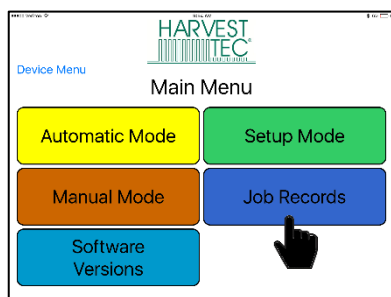 HARVEST
TEC
Device Menu
Main Menu
Automatic Mode
Setup Mode
Manual Mode
Job Records
Software
Versions